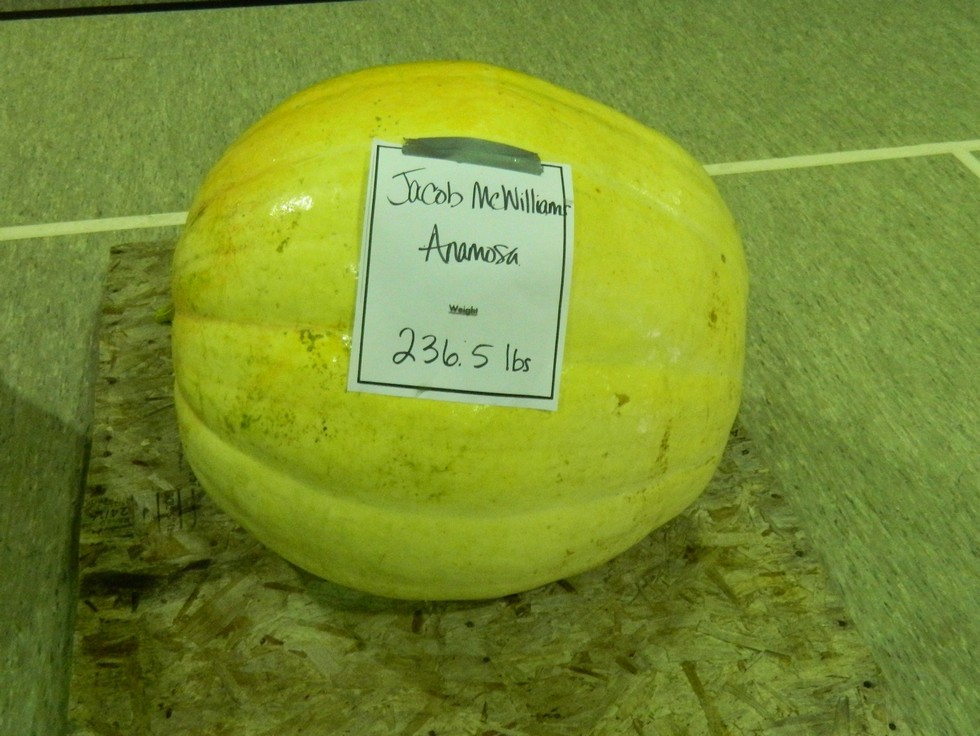 Jacob McWilliams
Anamosa
Weight
236.5 lbs